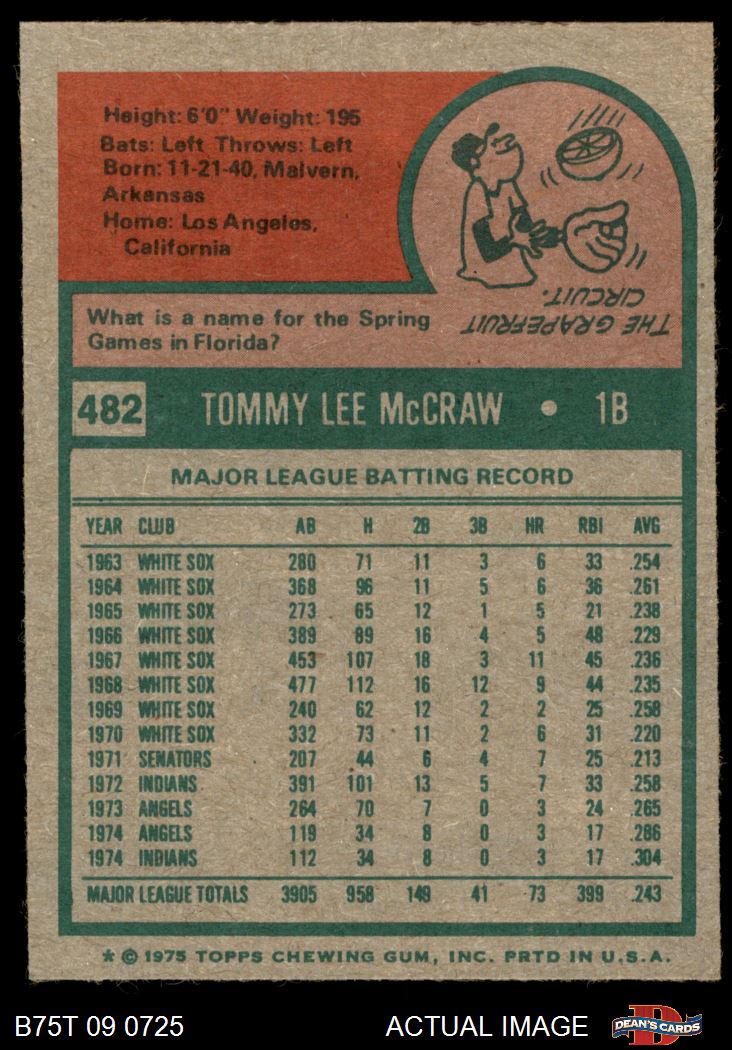 Height: 6'0" Weight: 195
Bats: Left Throws: Left
Born: 11-21-40, Malvern,
Arkansas
Home: Los Angeles,
California
What is a name for the Spring
Games in Florida?
THE GRAPEFRUIT
CIRCUIT.
482 TOMMY LEE McCRAW • 1B
MAJOR LEAGUE BATTING RECORD
YEAR CLUB AB H 2B 3B HR RBI AVG
1963 WHITE SOX 280 71 11 3 6 33 .254
1964 WHITE SOX 368 96 11 5 6 36 .261
1965 WHITE SOX 273 65 12 1 5 21 .238
1966 WHITE SOX 389 89 16 4 5 48 .229
1967 WHITE SOX 453 107 18 3 11 45 .236
1968 WHITE SOX 477 112 16 12 9 44 .235
1969 WHITE SOX 240 62 12 2 2 25 .258
1970 WHITE SOX 332 73 11 2 6 31 .220
1971 SENATORS 207 44 6 4 7 25 .213
1972 INDIANS 391 101 13 5 7 33 .258
1973 ANGELS 264 70 7 0 3 24 .265
1974 ANGELS 119 34 8 0 3 17 .286
1974 INDIANS 112 34 8 0 3 17 .304
MAJOR LEAGUE TOTALS 3905 958 149 41 73 399 .243
* © 1975 TOPPS CHEWING GUM, INC. PRTD IN U.S.A.
B75T 09 0725 ACTUAL IMAGE DEAN'S CARDS